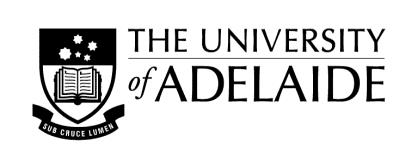 THE UNIVERSITY
of ADELAIDE
SUB CRUCE LUMEN